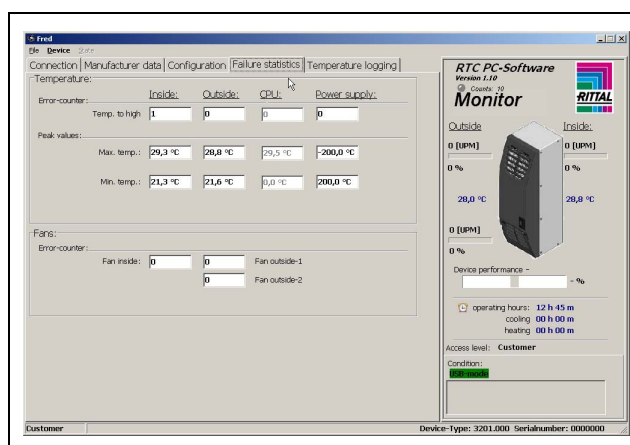 Fred
File Device State
Connection Manufacturer data Configuration Failure statistics Temperature logging
Temperature:
Inside: Outside: CPU: Power supply:
Error-counter:
Temp. to high 1 0 0 0
Peak values:
Max. temp.: 29,3 °C 28,8 °C 29,5 °C -200,0 °C
Min. temp.: 21,3 °C 21,6 °C 0,0 °C 200,0 °C
Fans:
Error-counter
Fan inside: 0 0 Fan outside-1
0 Fan outside-2
RTC PC-Software
Version 1.10
Counts: 10
Monitor
RITTAL
Outside Inside:
0 [UPM] 0 [UPM]
0 % 0 %
28,0 °C 28,8 °C
0 [UPM]
0 %
Device performance -
- %
operating hours: 12 h 45 m
cooling 00 h 00 m
heating 00 h 00 m
Access level: Customer
Condition:
USB-mode
Customer Device-Type: 3201.000 Serialnumber: 0000000